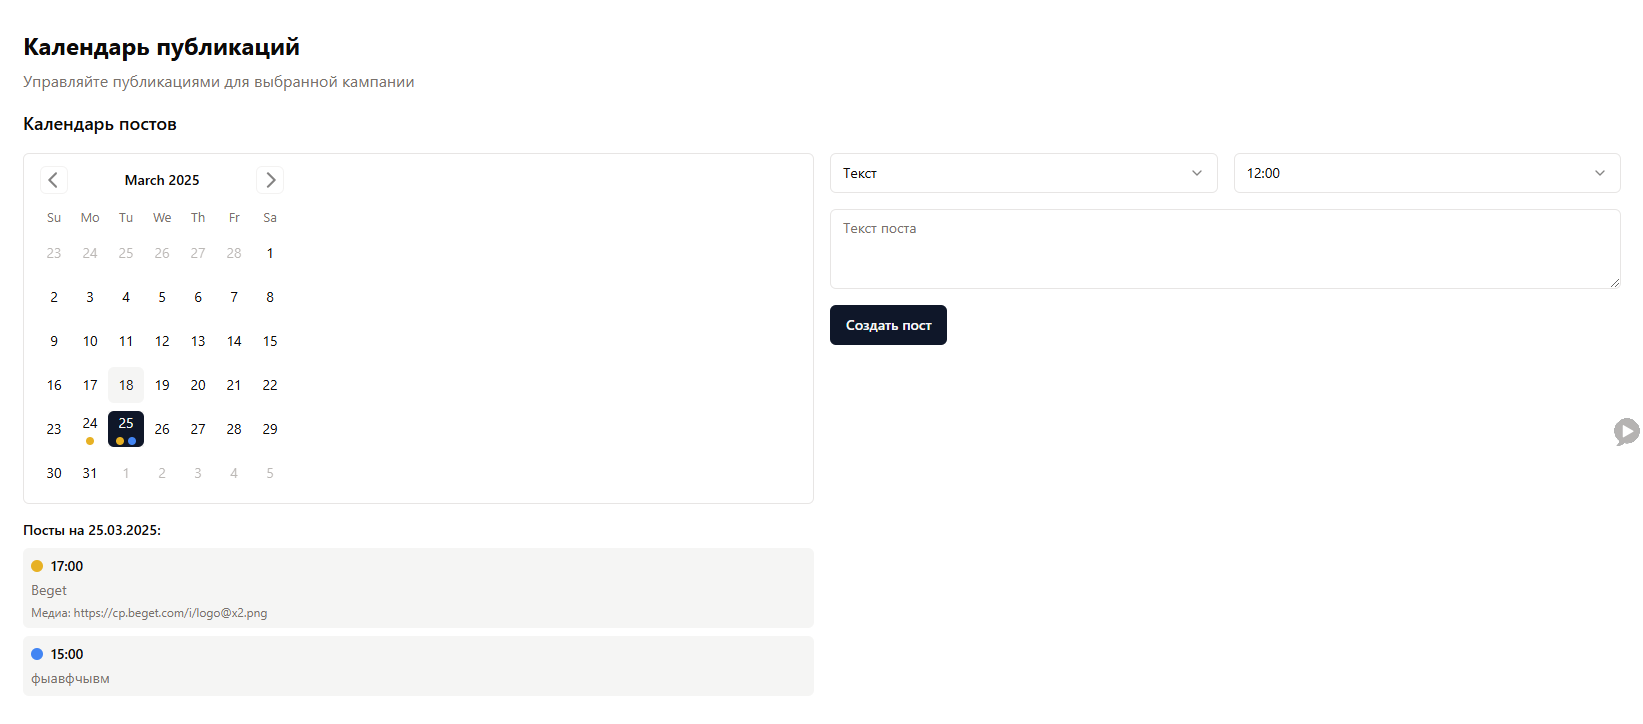 Календарь публикаций
Управляйте публикациями для выбранной кампании
Календарь постов
March 2025
Su Mo Tu We Th Fr Sa
23 24 25 26 27 28 1
2 3 4 5 6 7 8
9 10 11 12 13 14 15
16 17 18 19 20 21 22
23 24 25 26 27 28 29
30 31 1 2 3 4 5
Текст
12:00
Текст поста
Создать пост
Посты на 25.03.2025:
17:00
Beget
Медиа: https://cp.beget.com/i/logo@x2.png
15:00
фыавфчывм